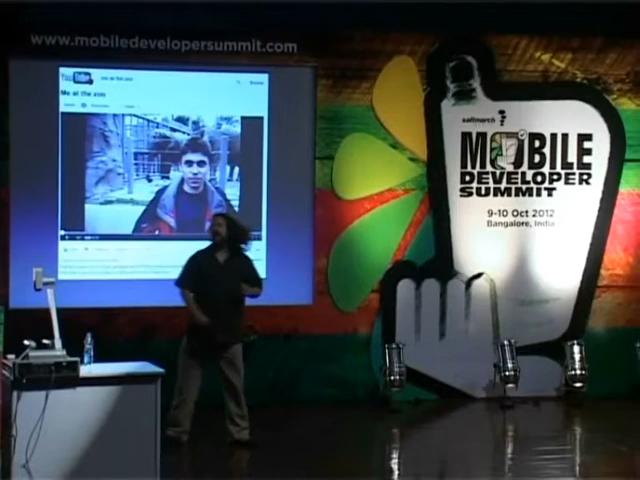 www.mobiledevelopersummit.com
YouTube
Me at the zoo
saltmarch
MOBILE
DEVELOPER
SUMMIT
9-10 Oct 2012
Bangalore, India